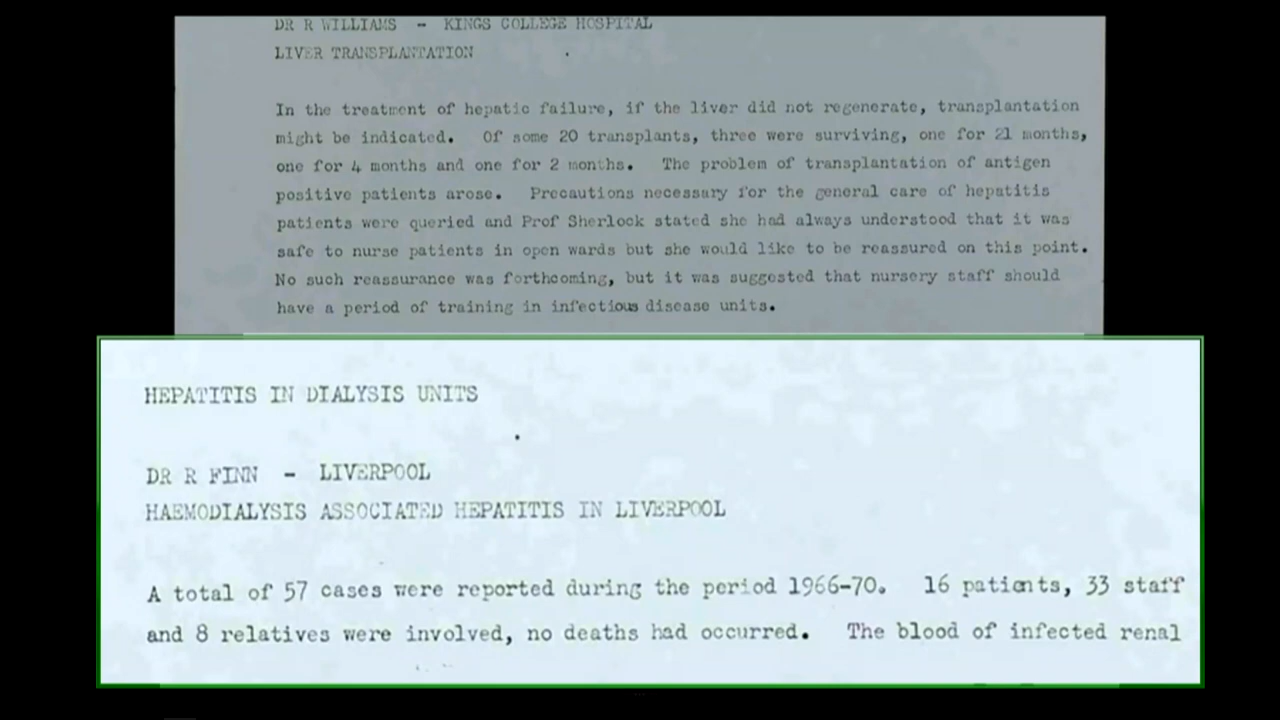 DR R WILLIAMS - KINGS COLLEGE HOSPITAL
LIVER TRANSPLANTATION
In the treatment of hepatic failure, if the liver did not regenerate, transplantation
might be indicated. Of some 20 transplants, three were surviving, one for 21 months,
one for 4 months and one for 2 months. The problem of transplantation of antigen
positive patients arose. Precautions necessary for the general care of hepatitis
patients were queried and Prof Sherlock stated she had always understood that it was
safe to nurse patients in open wards but she would like to be reassured on this point.
No such reassurance was forthcoming, but it was suggested that nursery staff should
have a period of training in infectious disease units.
HEPATITIS IN DIALYSIS UNITS
DR R FINN - LIVERPOOL
HAEMODIALYSIS ASSOCIATED HEPATITIS IN LIVERPOOL
A total of 57 cases were reported during the period 1966-70. 16 patients, 33 staff
and 8 relatives were involved, no deaths had occurred. The blood of infected renal